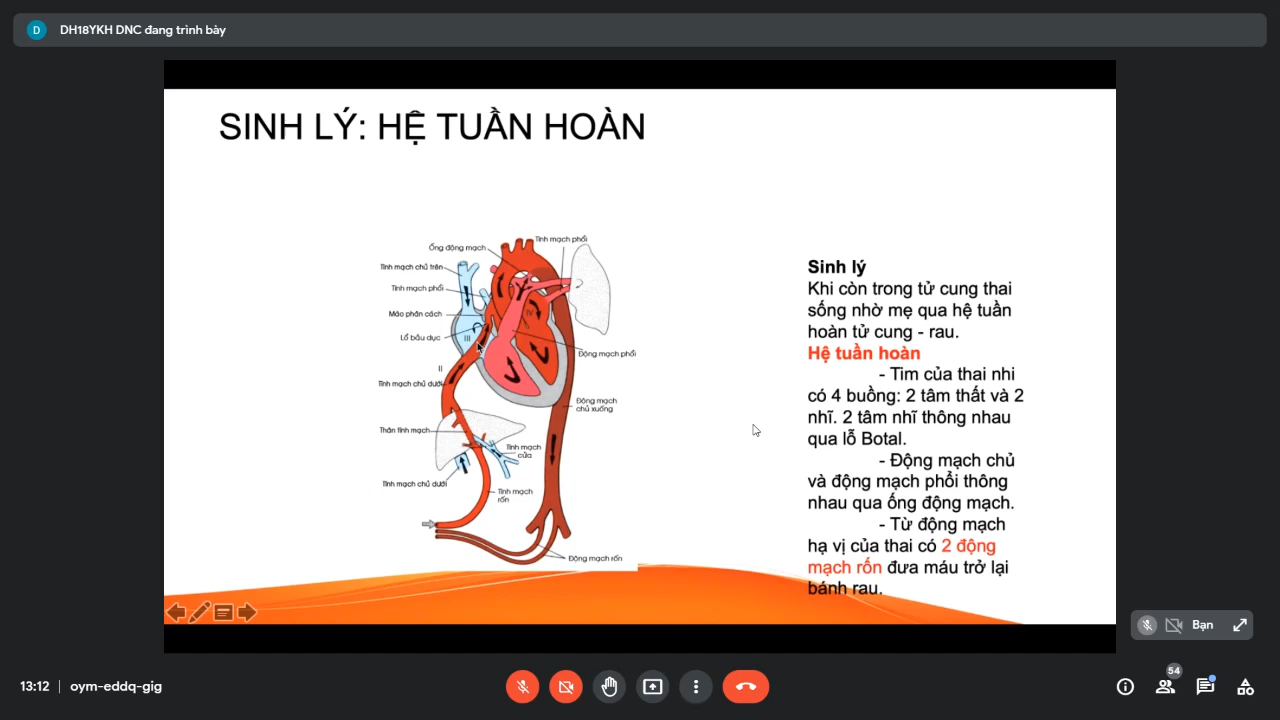 D
DH18YKH DNC đang trình bày
SINH LÝ: HỆ TUẦN HOÀN
Ống động mạch
Tĩnh mạch phổi
Tĩnh mạch chủ trên
Tĩnh mạch phổi
Mào phân cách
Lỗ bầu dục
III
IV
I
II
Động mạch phổi
Tĩnh mạch chủ dưới
Động mạch
chủ xuống
Thân tĩnh mạch
Tĩnh mạch
cửa
Tĩnh mạch chủ dưới
Tĩnh mạch
rốn
Động mạch rốn
Sinh lý
Khi còn trong tử cung thai
sống nhờ mẹ qua hệ tuần
hoàn tử cung - rau.
Hệ tuần hoàn
- Tim của thai nhi
có 4 buồng: 2 tâm thất và 2
nhĩ. 2 tâm nhĩ thông nhau
qua lỗ Botal.
- Động mạch chủ
và động mạch phổi thông
nhau qua ống động mạch.
- Từ động mạch
hạ vị của thai có 2 động
mạch rốn đưa máu trở lại
bánh rau.
Bạn
13:12
oym-eddq-gig
54